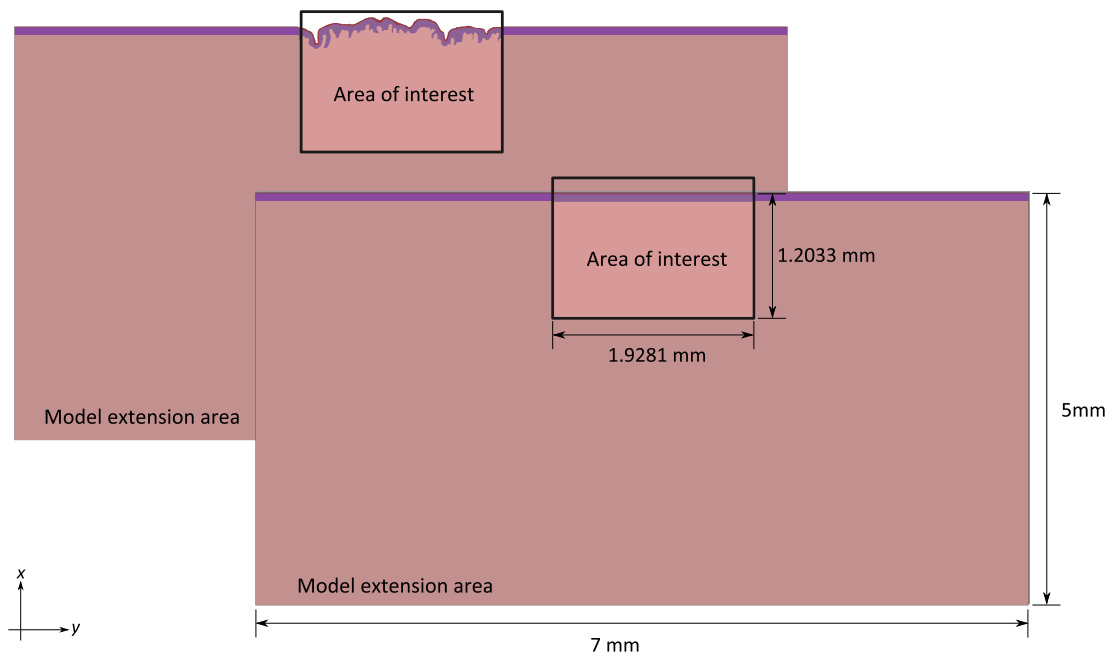 Area of interest
Area of interest
1.2033 mm
1.9281 mm
Model extension area
5mm
Model extension area
x
y
7 mm